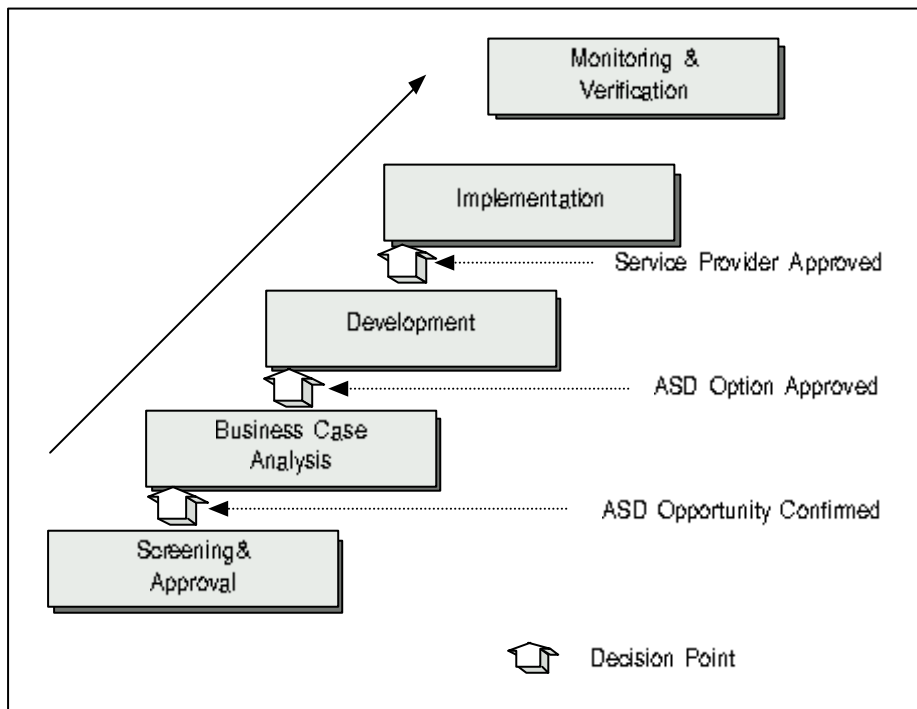 Monitoring &
Verification
Implementation
Service Provider Approved
Development
ASD Option Approved
Business Case
Analysis
ASD Opportunity Confirmed
Screening&
Approval
Decision Point